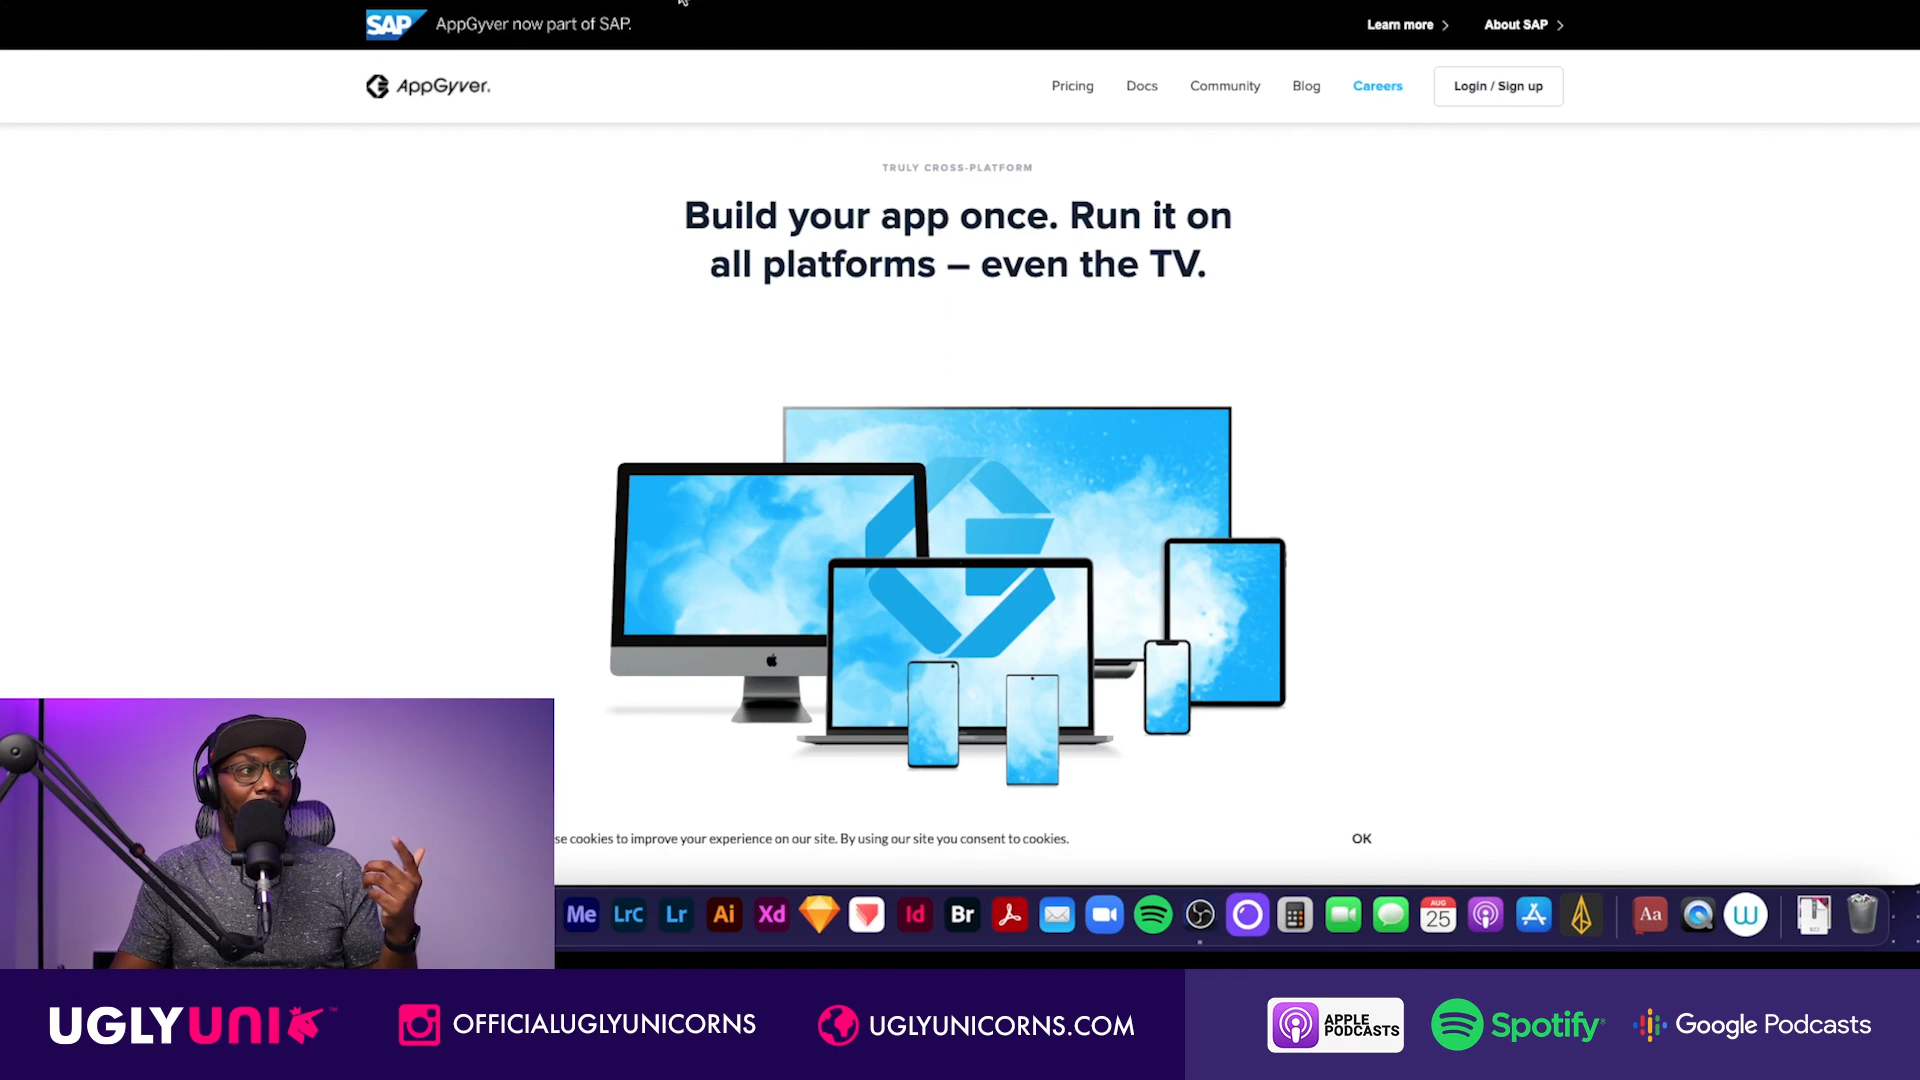 SAP AppGyver now part of SAP.
Learn more
About SAP
AppGyver.
Pricing
Docs
Community
Blog
Careers
Login / Sign up
TRULY CROSS-PLATFORM
Build your app once. Run it on
all platforms – even the TV.
se cookies to improve your experience on our site. By using our site you consent to cookies.
OK
Me
LrC
Lr
Ai
Xd
Id
Br
AUG
25
Aa
UGLYUNI ™
OFFICIALUGLYUNICORNS
UGLYUNICORNS.COM
APPLE
PODCASTS
Spotify
Google Podcasts